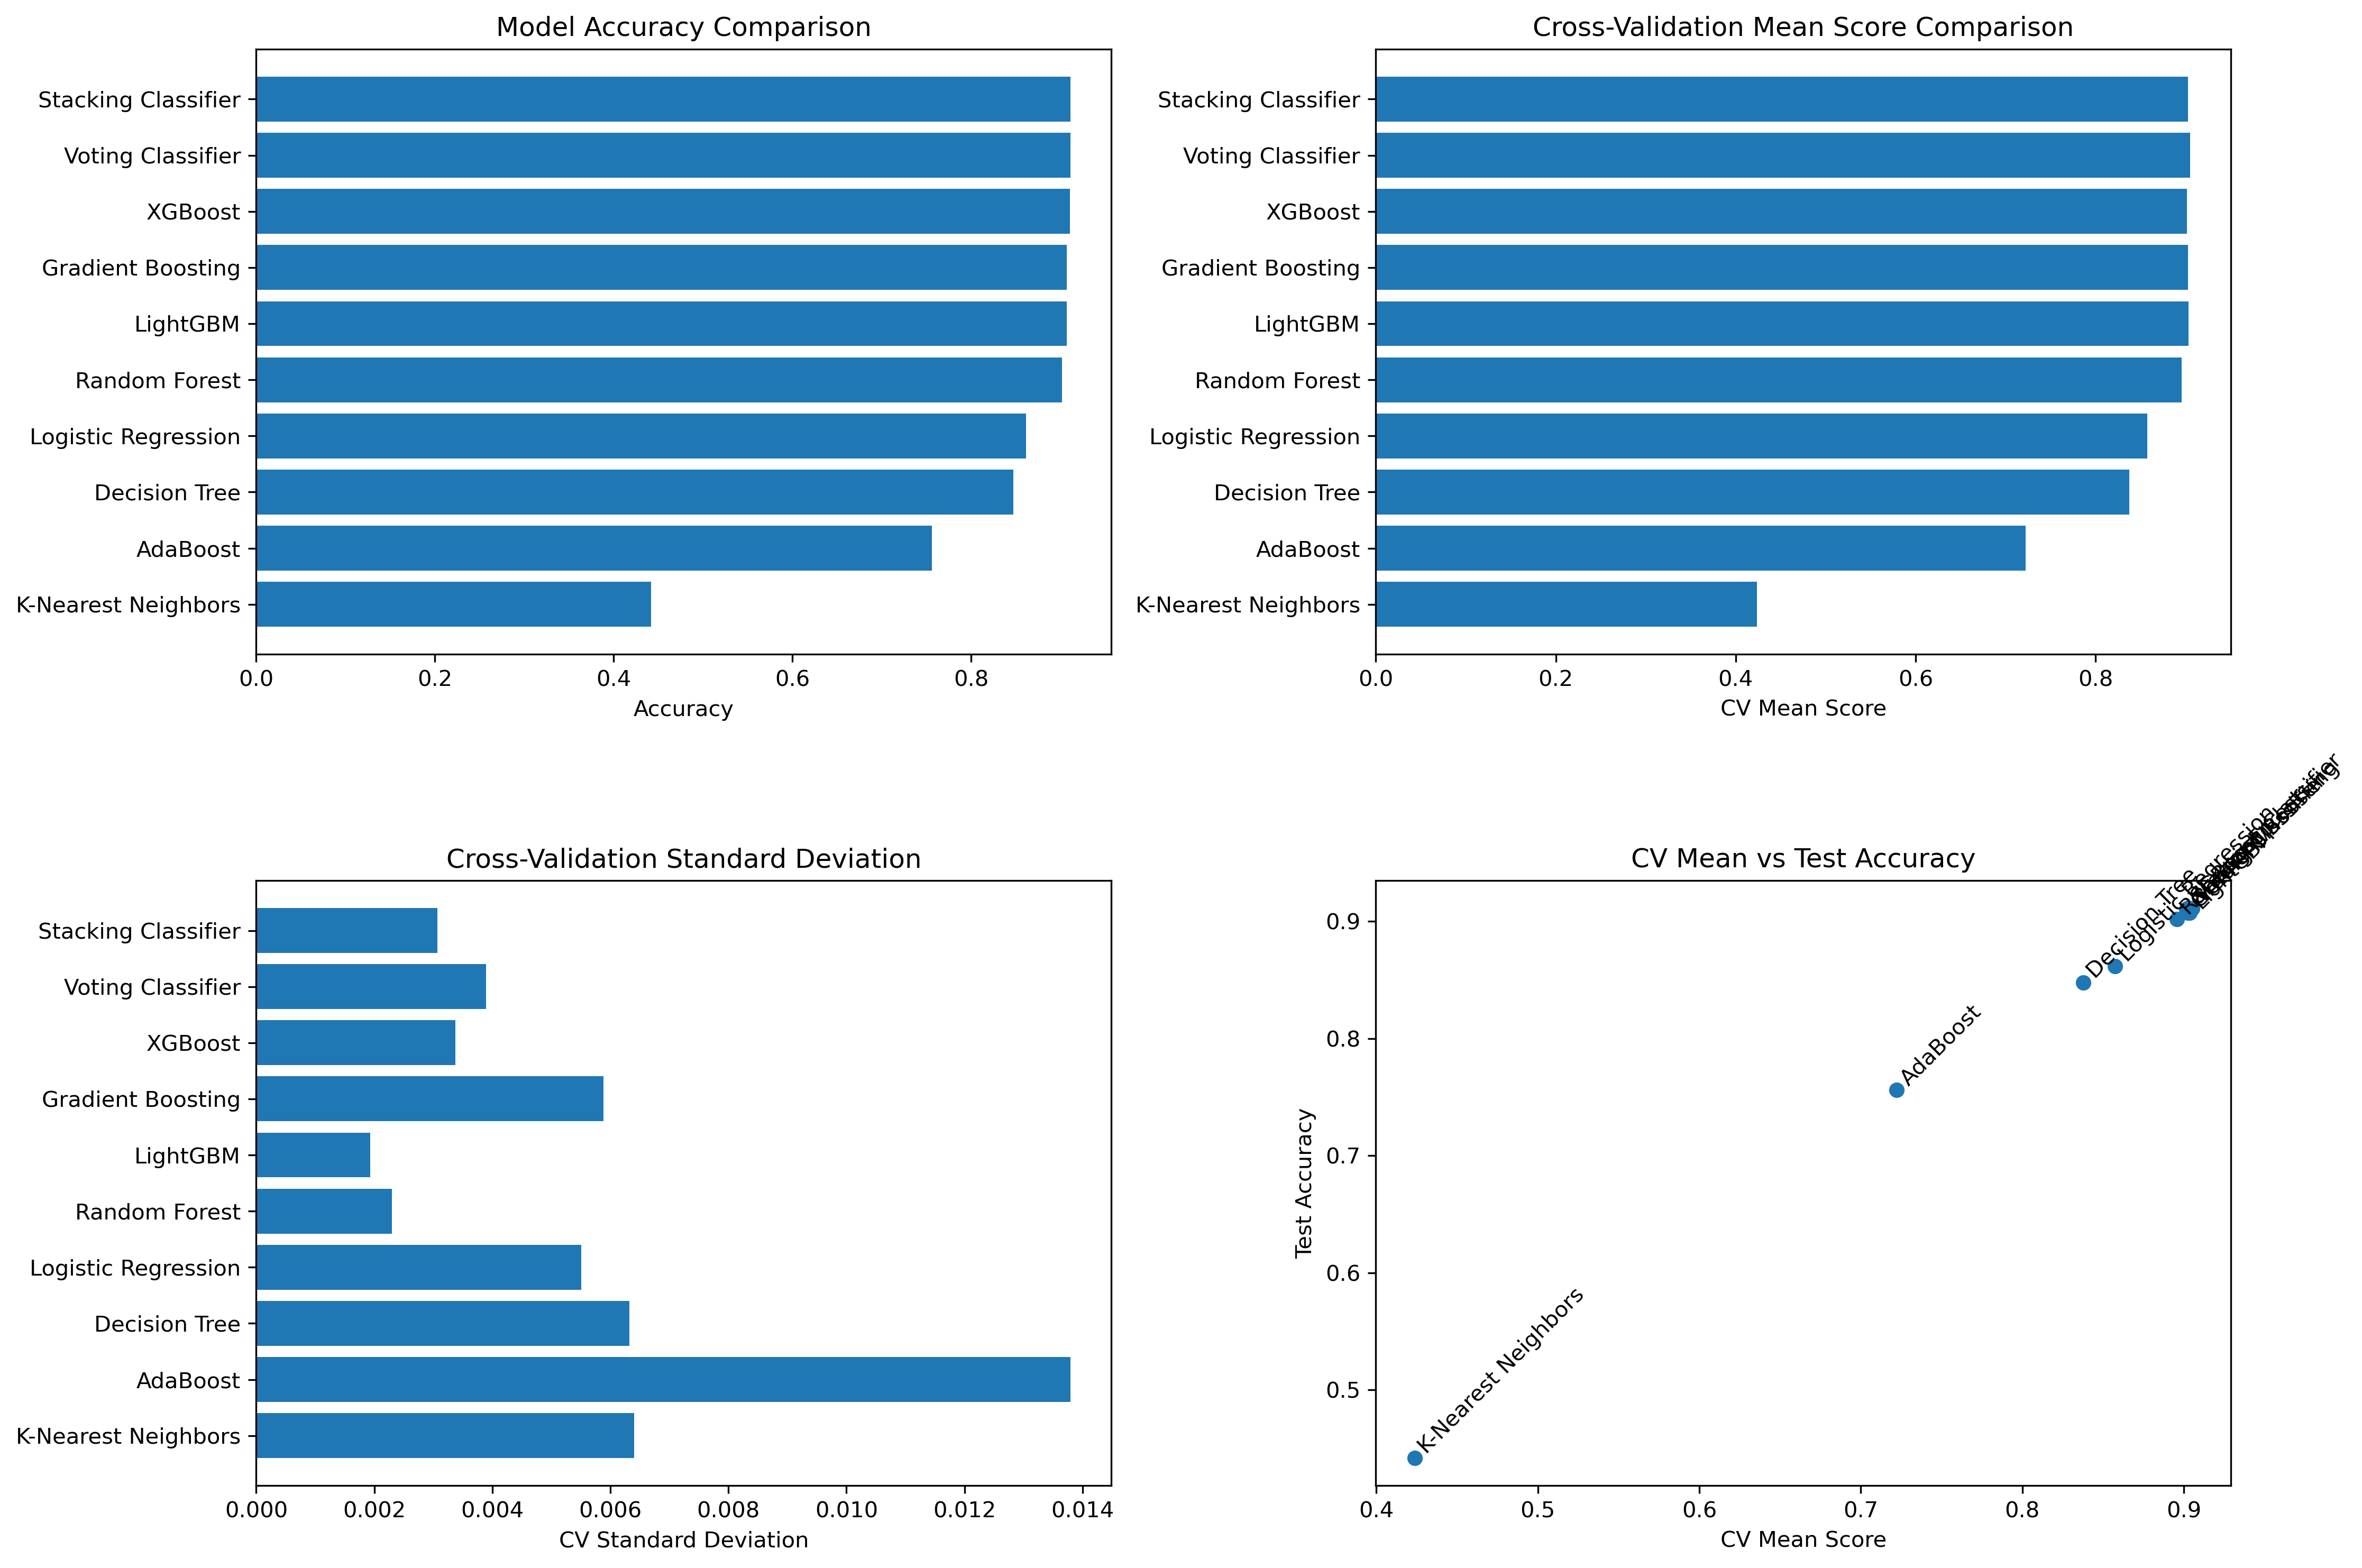 Model Accuracy Comparison
Stacking Classifier
Voting Classifier
XGBoost
Gradient Boosting
LightGBM
Random Forest
Logistic Regression
Decision Tree
AdaBoost
K-Nearest Neighbors
0.0 0.2 0.4 0.6 0.8
Accuracy
Cross-Validation Mean Score Comparison
Stacking Classifier
Voting Classifier
XGBoost
Gradient Boosting
LightGBM
Random Forest
Logistic Regression
Decision Tree
AdaBoost
K-Nearest Neighbors
0.0 0.2 0.4 0.6 0.8
CV Mean Score
Cross-Validation Standard Deviation
Stacking Classifier
Voting Classifier
XGBoost
Gradient Boosting
LightGBM
Random Forest
Logistic Regression
Decision Tree
AdaBoost
K-Nearest Neighbors
0.000 0.002 0.004 0.006 0.008 0.010 0.012 0.014
CV Standard Deviation
CV Mean vs Test Accuracy
Test Accuracy
0.9
0.8
0.7
0.6
0.5
Logistic Regression
Decision Tree
AdaBoost
K-Nearest Neighbors
0.4 0.5 0.6 0.7 0.8 0.9
CV Mean Score